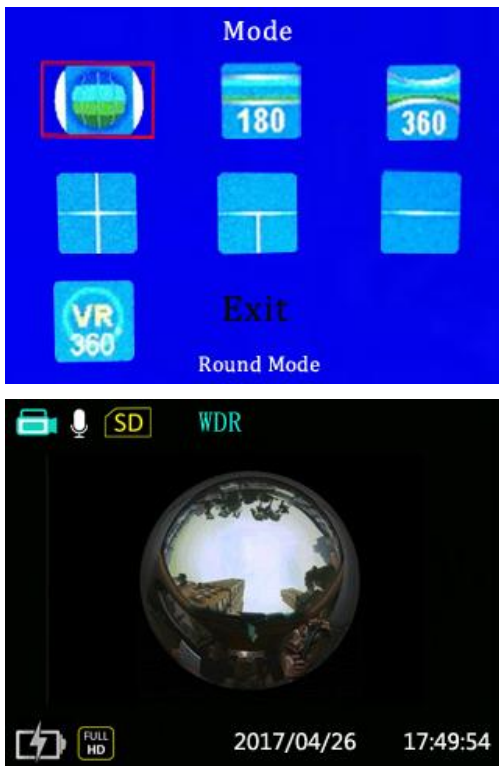 Mode
180
360
VR
360°
Exit
Round Mode
SD WDR
FULL
HD
2017/04/26 17:49:54